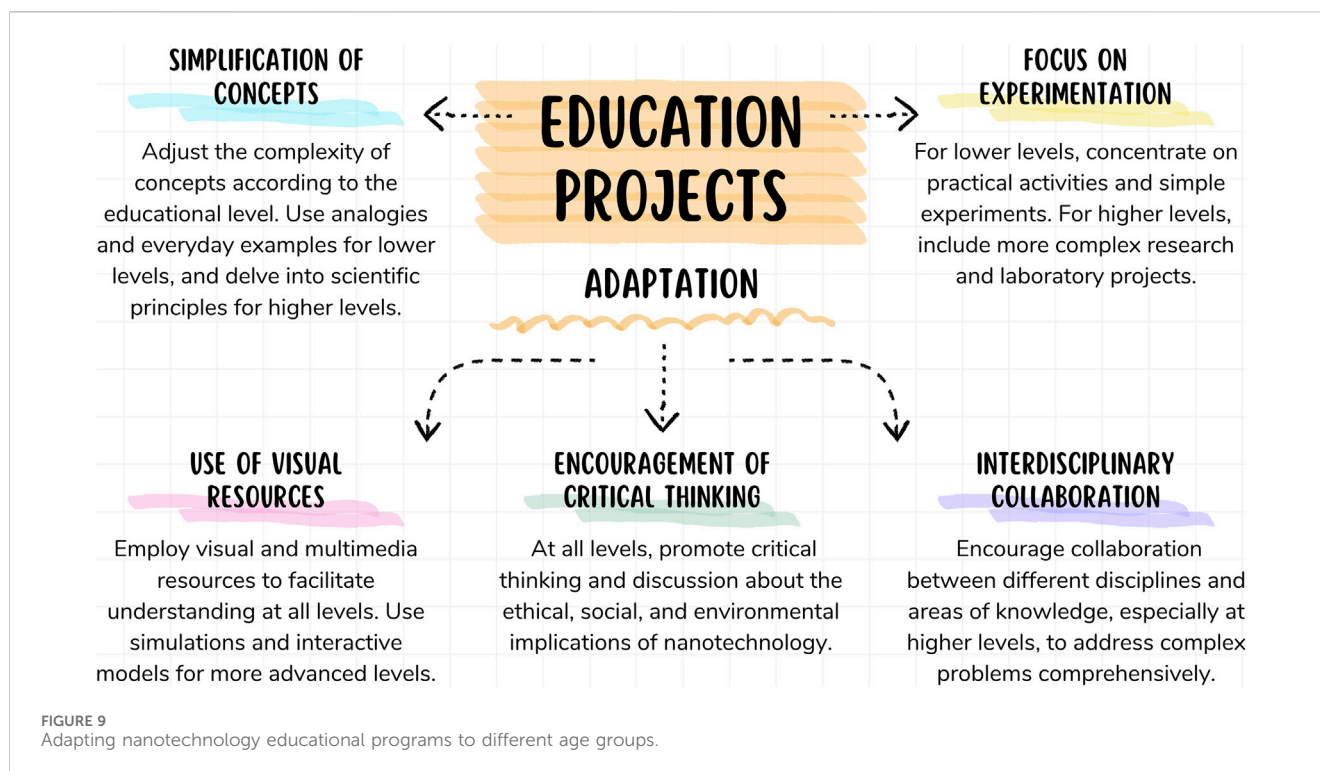 SIMPLIFICATION OF
CONCEPTS
Adjust the complexity of
concepts according to the
educational level. Use analogies
and everyday examples for lower
levels, and delve into scientific
principles for higher levels.
EDUCATION
PROJECTS
ADAPTATION
FOCUS ON
EXPERIMENTATION
For lower levels, concentrate on
practical activities and simple
experiments. For higher levels,
include more complex research
and laboratory projects.
USE OF VISUAL
RESOURCES
Employ visual and multimedia
resources to facilitate
understanding at all levels. Use
simulations and interactive
models for more advanced levels.
ENCOURAGEMENT OF
CRITICAL THINKING
At all levels, promote critical
thinking and discussion about the
ethical, social, and environmental
implications of nanotechnology.
INTERDISCIPLINARY
COLLABORATION
Encourage collaboration
between different disciplines and
areas of knowledge, especially at
higher levels, to address complex
problems comprehensively.
FIGURE 9
Adapting nanotechnology educational programs to different age groups.